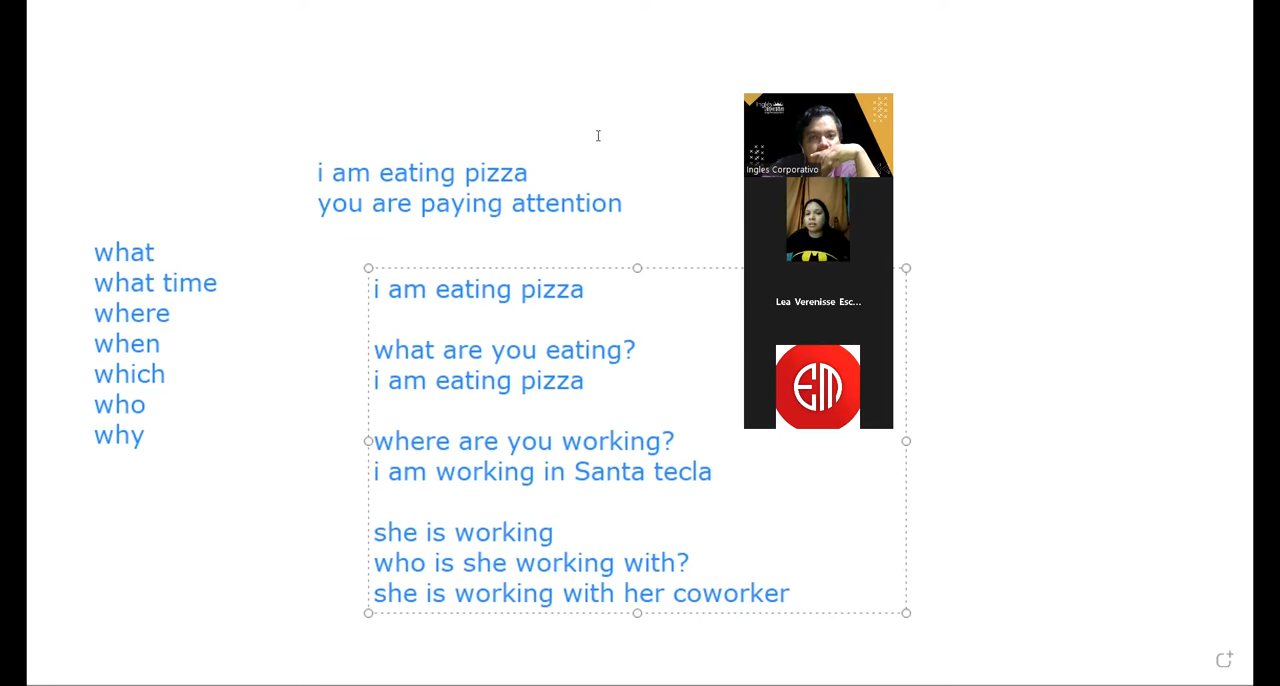 i am eating pizza
you are paying attention
what
what time
where
when
which
who
why
i am eating pizza
what are you eating?
i am eating pizza
where are you working?
i am working in Santa tecla
she is working
who is she working with?
she is working with her coworker
Inglés
Ingles Corporativo
Lea Verenisse Esc...
EM